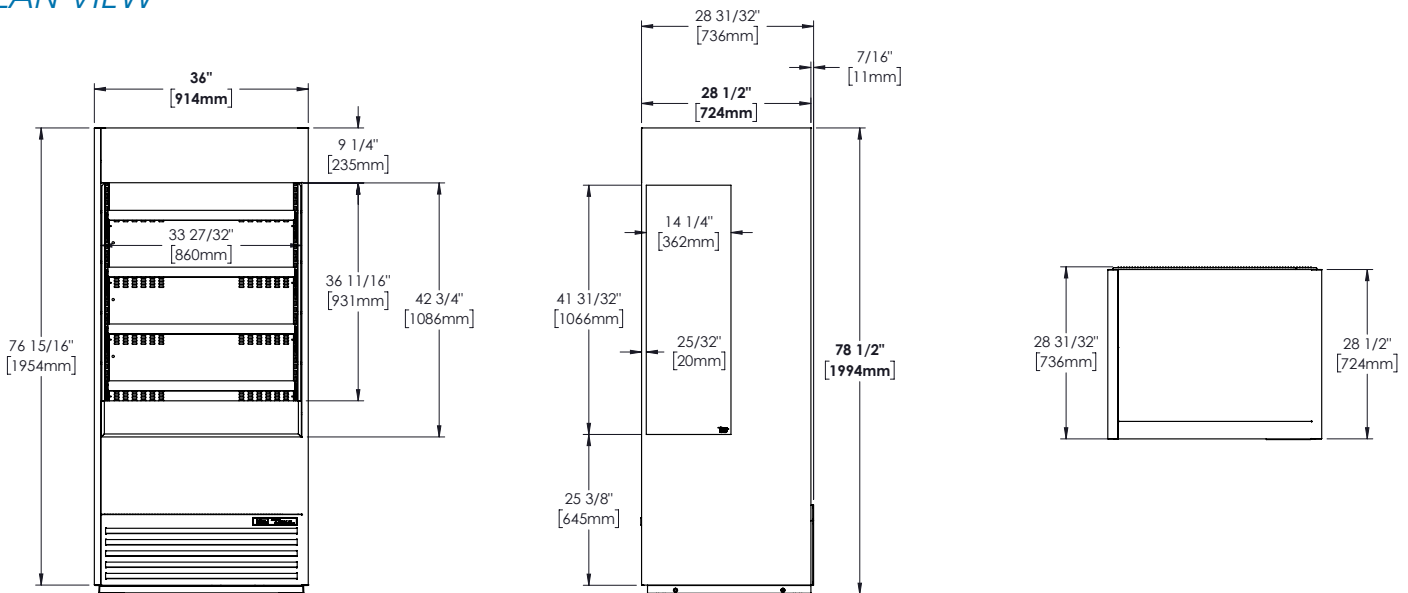 LAN VIEW
36"
[914mm]
9 1/4"
[235mm]
33 27/32"
[860mm]
36 11/16"
[931mm]
42 3/4"
[1086mm]
76 15/16"
[1954mm]
28 31/32"
[736mm]
7/16"
[11mm]
28 1/2"
[724mm]
14 1/4"
[362mm]
41 31/32"
[1066mm]
25/32"
[20mm]
78 1/2"
[1994mm]
25 3/8"
[645mm]
28 31/32"
[736mm]
28 1/2"
[724mm]